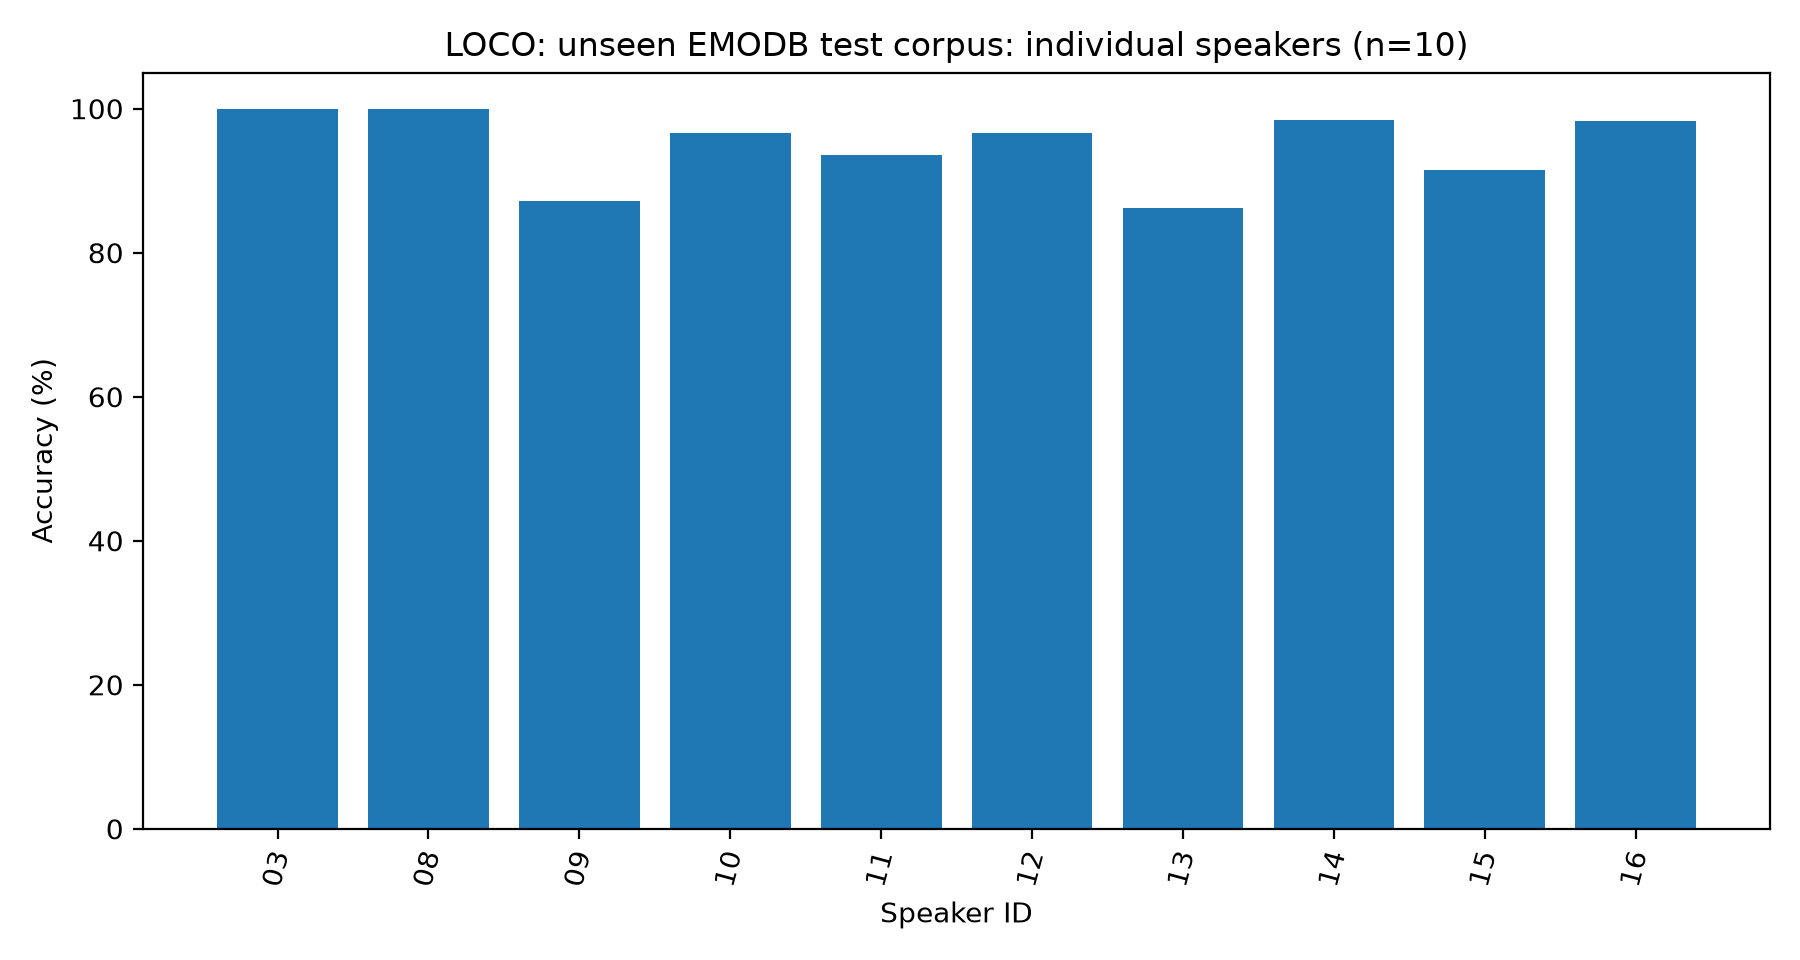 LOCO: unseen EMODB test corpus: individual speakers (n=10)
Accuracy (%)
100
80
60
40
20
0
03 08 09 10 11 12 13 14 15 16
Speaker ID